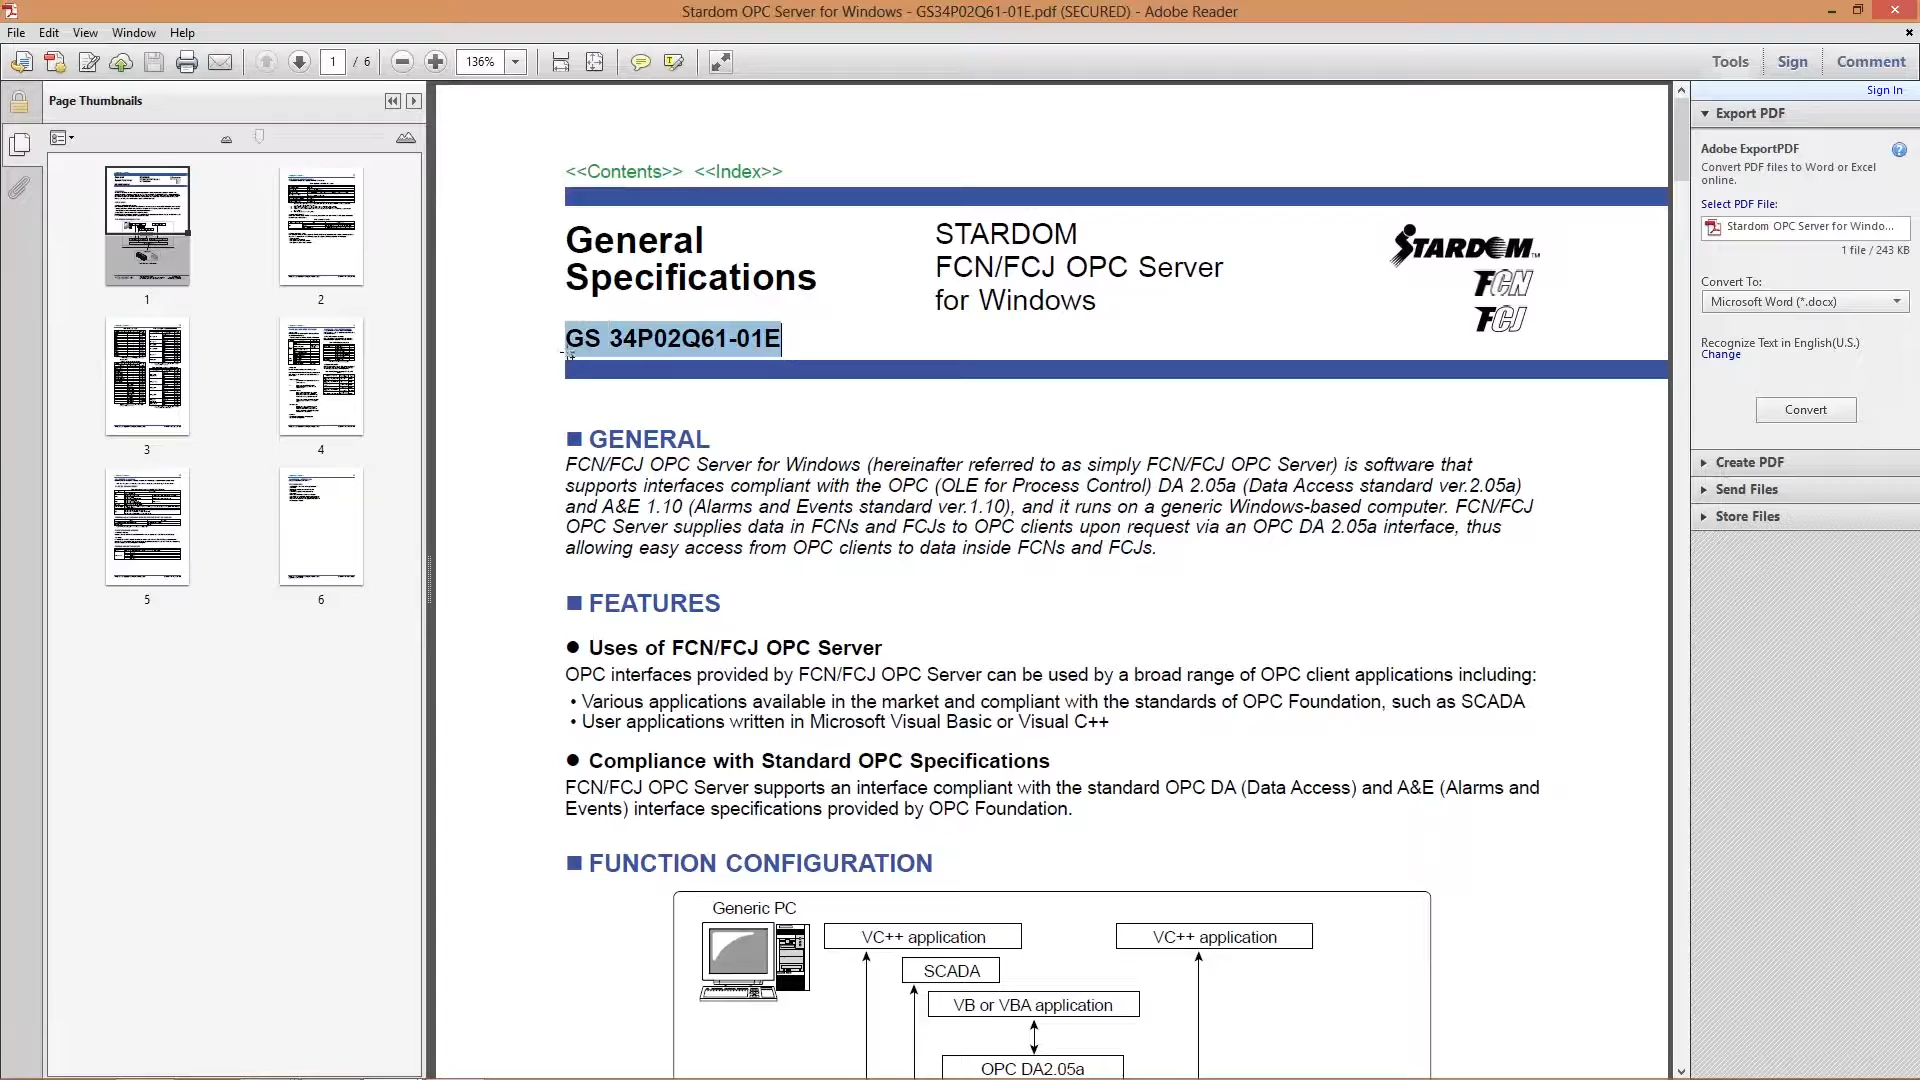 Stardom OPC Server for Windows - GS34P02Q61-01E.pdf (SECURED) - Adobe Reader
File Edit View Window Help
1 / 6 136% Tools Sign Comment
Sign In
Page Thumbnails
1 2
3 4
5 6
<<Contents>> <<Index>>
General
Specifications
GS 34P02Q61-01E
STARDOM
FCN/FCJ OPC Server
for Windows
STARDOM™
FCN
FCJ
GENERAL
FCN/FCJ OPC Server for Windows (hereinafter referred to as simply FCN/FCJ OPC Server) is software that
supports interfaces compliant with the OPC (OLE for Process Control) DA 2.05a (Data Access standard ver.2.05a)
and A&E 1.10 (Alarms and Events standard ver.1.10), and it runs on a generic Windows-based computer. FCN/FCJ
OPC Server supplies data in FCNs and FCJs to OPC clients upon request via an OPC DA 2.05a interface, thus
allowing easy access from OPC clients to data inside FCNs and FCJs.
FEATURES
● Uses of FCN/FCJ OPC Server
OPC interfaces provided by FCN/FCJ OPC Server can be used by a broad range of OPC client applications including:
• Various applications available in the market and compliant with the standards of OPC Foundation, such as SCADA
• User applications written in Microsoft Visual Basic or Visual C++
● Compliance with Standard OPC Specifications
FCN/FCJ OPC Server supports an interface compliant with the standard OPC DA (Data Access) and A&E (Alarms and
Events) interface specifications provided by OPC Foundation.
FUNCTION CONFIGURATION
Generic PC
VC++ application
VC++ application
SCADA
VB or VBA application
OPC DA2.05a
Export PDF
Adobe ExportPDF
Convert PDF files to Word or Excel
online.
Select PDF File:
Stardom OPC Server for Windo...
1 file / 243 KB
Convert To:
Microsoft Word (*.docx)
Recognize Text in English(U.S.)
Change
Convert
Create PDF
Send Files
Store Files